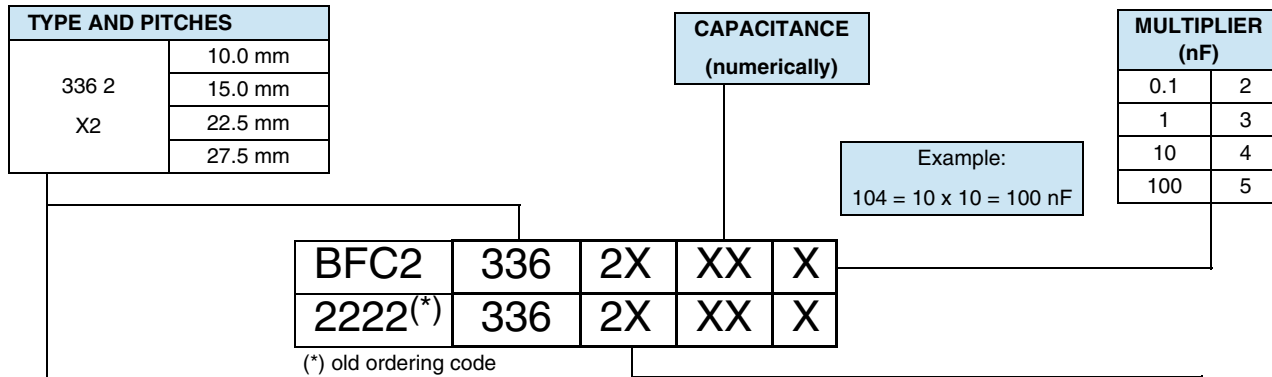 TYPE AND PITCHES
336 2
X2
10.0 mm
15.0 mm
22.5 mm
27.5 mm
CAPACITANCE
(numerically)
MULTIPLIER
(nF)
0.1 2
1 3
10 4
100 5
Example:
104 = 10 x 10 = 100 nF
BFC2 336 2X XX X
2222(*) 336 2X XX X
(*) old ordering code